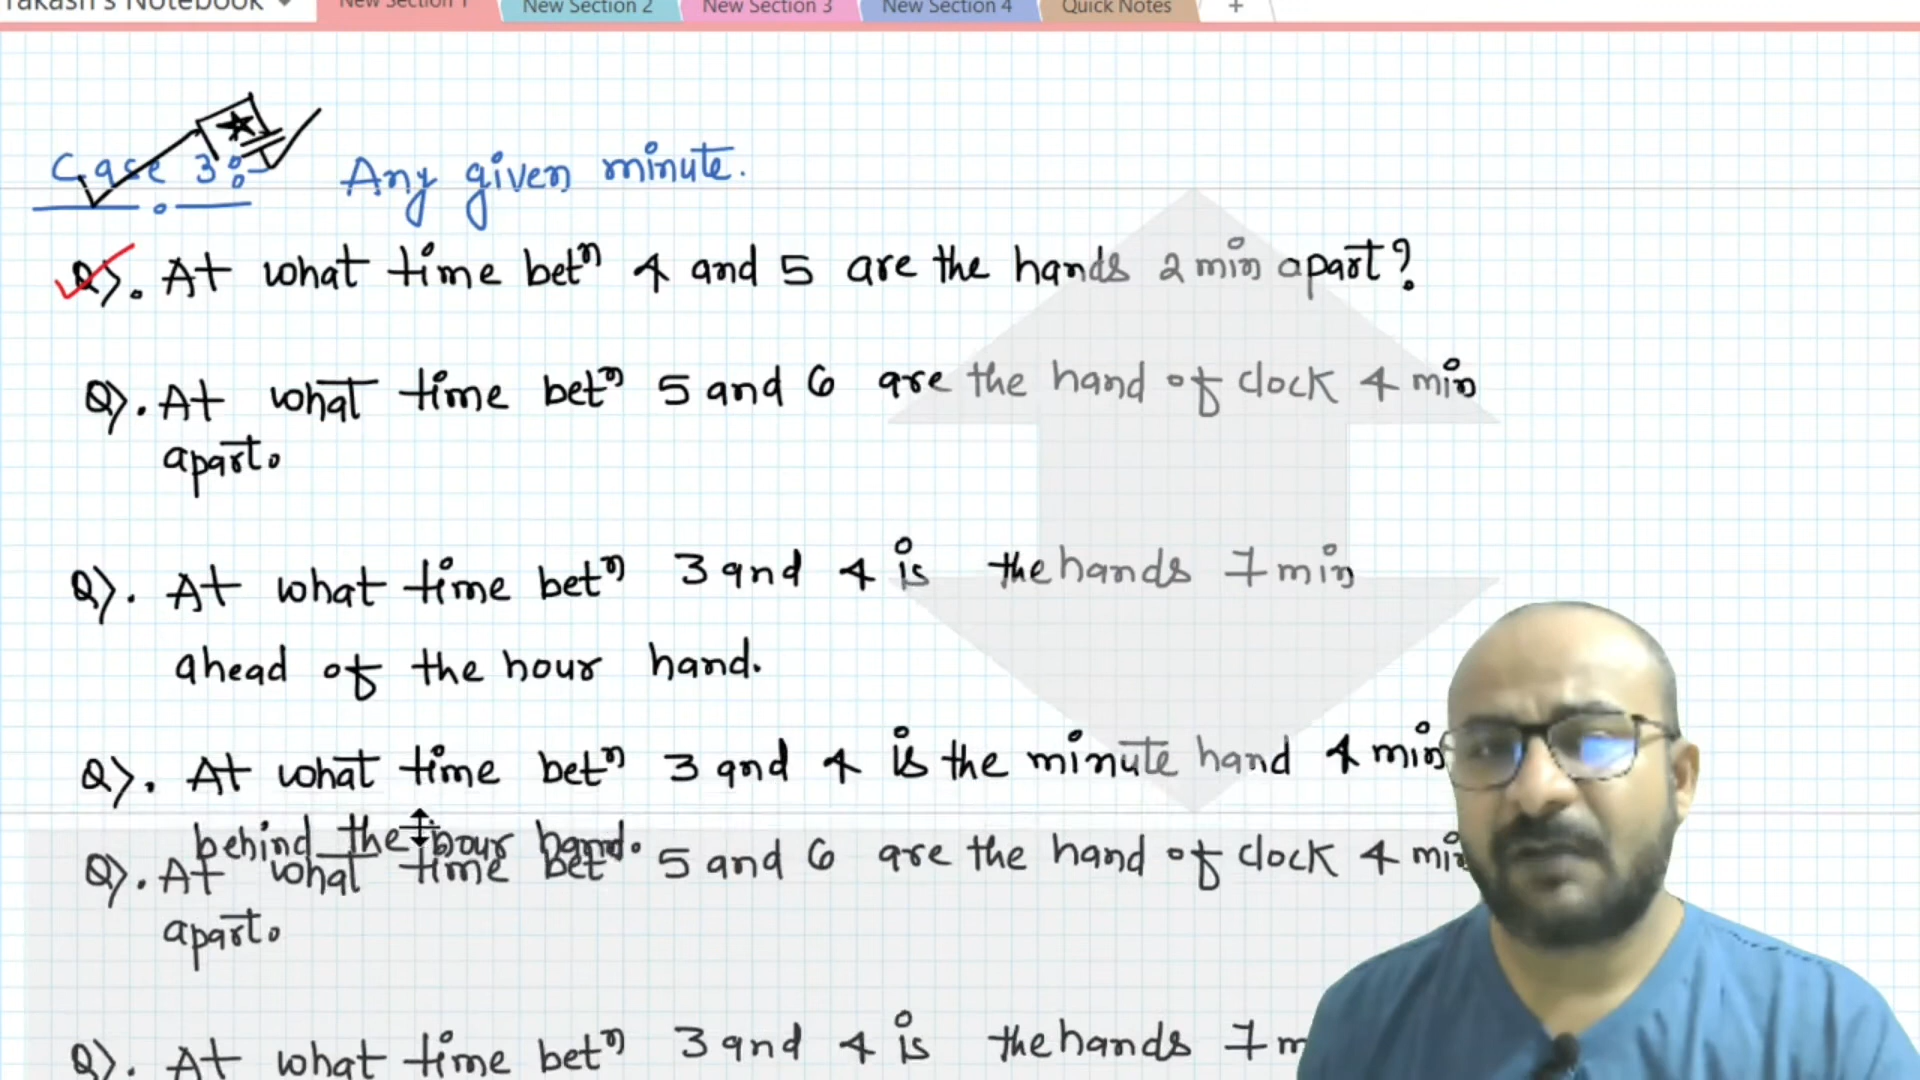 New Section 1 New Section 2 New Section 3 New Section 4 Quick Notes +
Case 3: Any given minute.
Q). At what time betⁿ 4 and 5 are the hands 2 min apart?
Q). At what time betⁿ 5 and 6 are the hand of clock 4 min
apart.
Q). At what time betⁿ 3 and 4 is the hands 7 min
ahead of the hour hand.
Q). At what time betⁿ 3 and 4 is the minute hand 4 min
behind the hour hand.
Q). At what time betⁿ 5 and 6 are the hand of clock 4 min
apart.
Q). At what time betⁿ 3 and 4 is the hands 7 m